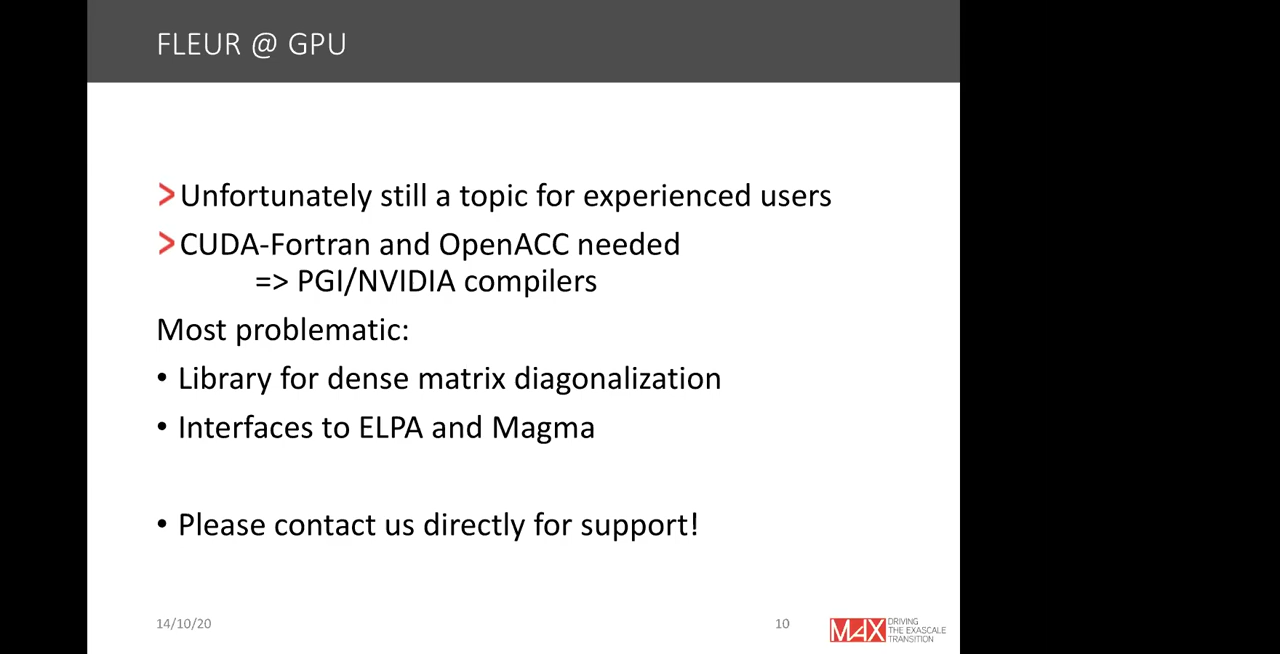 FLEUR @ GPU
> Unfortunately still a topic for experienced users
> CUDA-Fortran and OpenACC needed
=> PGI/NVIDIA compilers
Most problematic:
• Library for dense matrix diagonalization
• Interfaces to ELPA and Magma
• Please contact us directly for support!
14/10/20
10
MAX
DRIVING
THE EXASCALE
TRANSITION